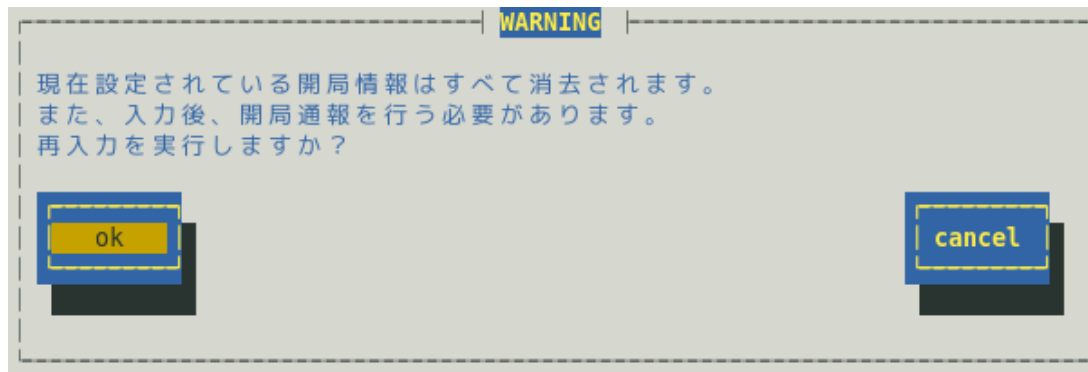 WARNING
現在設定されている開局情報はすべて消去されます。
また、入力後、開局通報を行う必要があります。
再入力を実行しますか？
ok
cancel